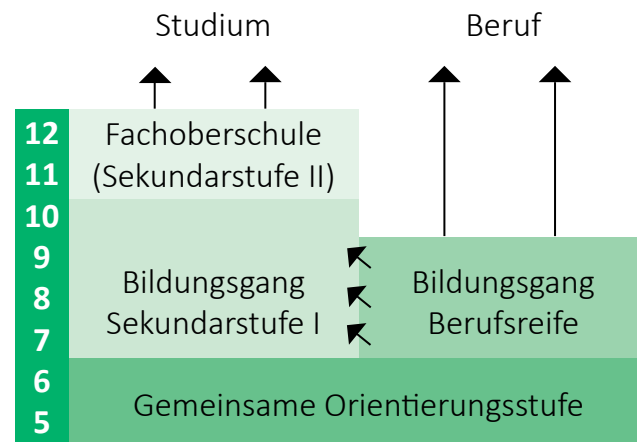 Studium Beruf
12
Fachoberschule
11
(Sekundarstufe II)
10
9
8
Bildungsgang
Sekundarstufe I
Bildungsgang
Berufsreife
7
6
Gemeinsame Orientierungsstufe
5